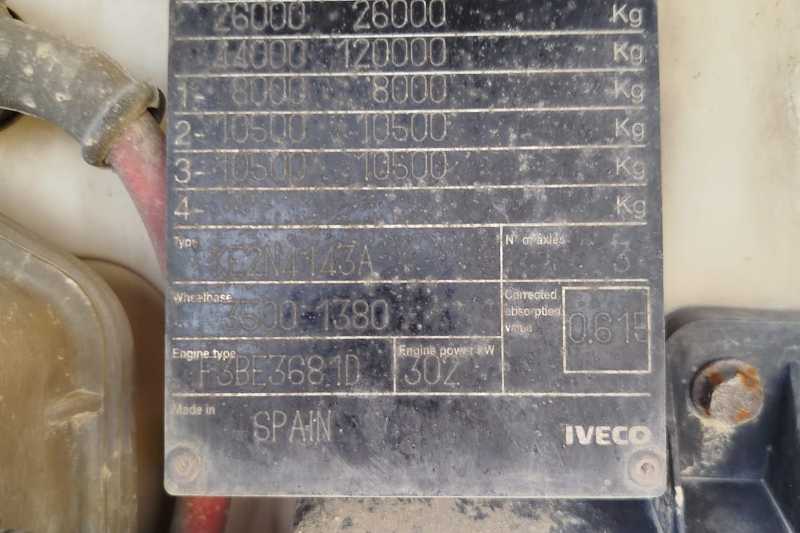 26000 26000 Kg
44000 120000 Kg
1- 8000 8000 Kg
2- 10500 10500 Kg
3- 10500 10500 Kg
4- Kg
Type N° of axles
3
Wheelbase 1380 Corrected absorption value 0.615
Engine type F3BE3681D Engine power kW 302
Made in SPAIN
IVECO